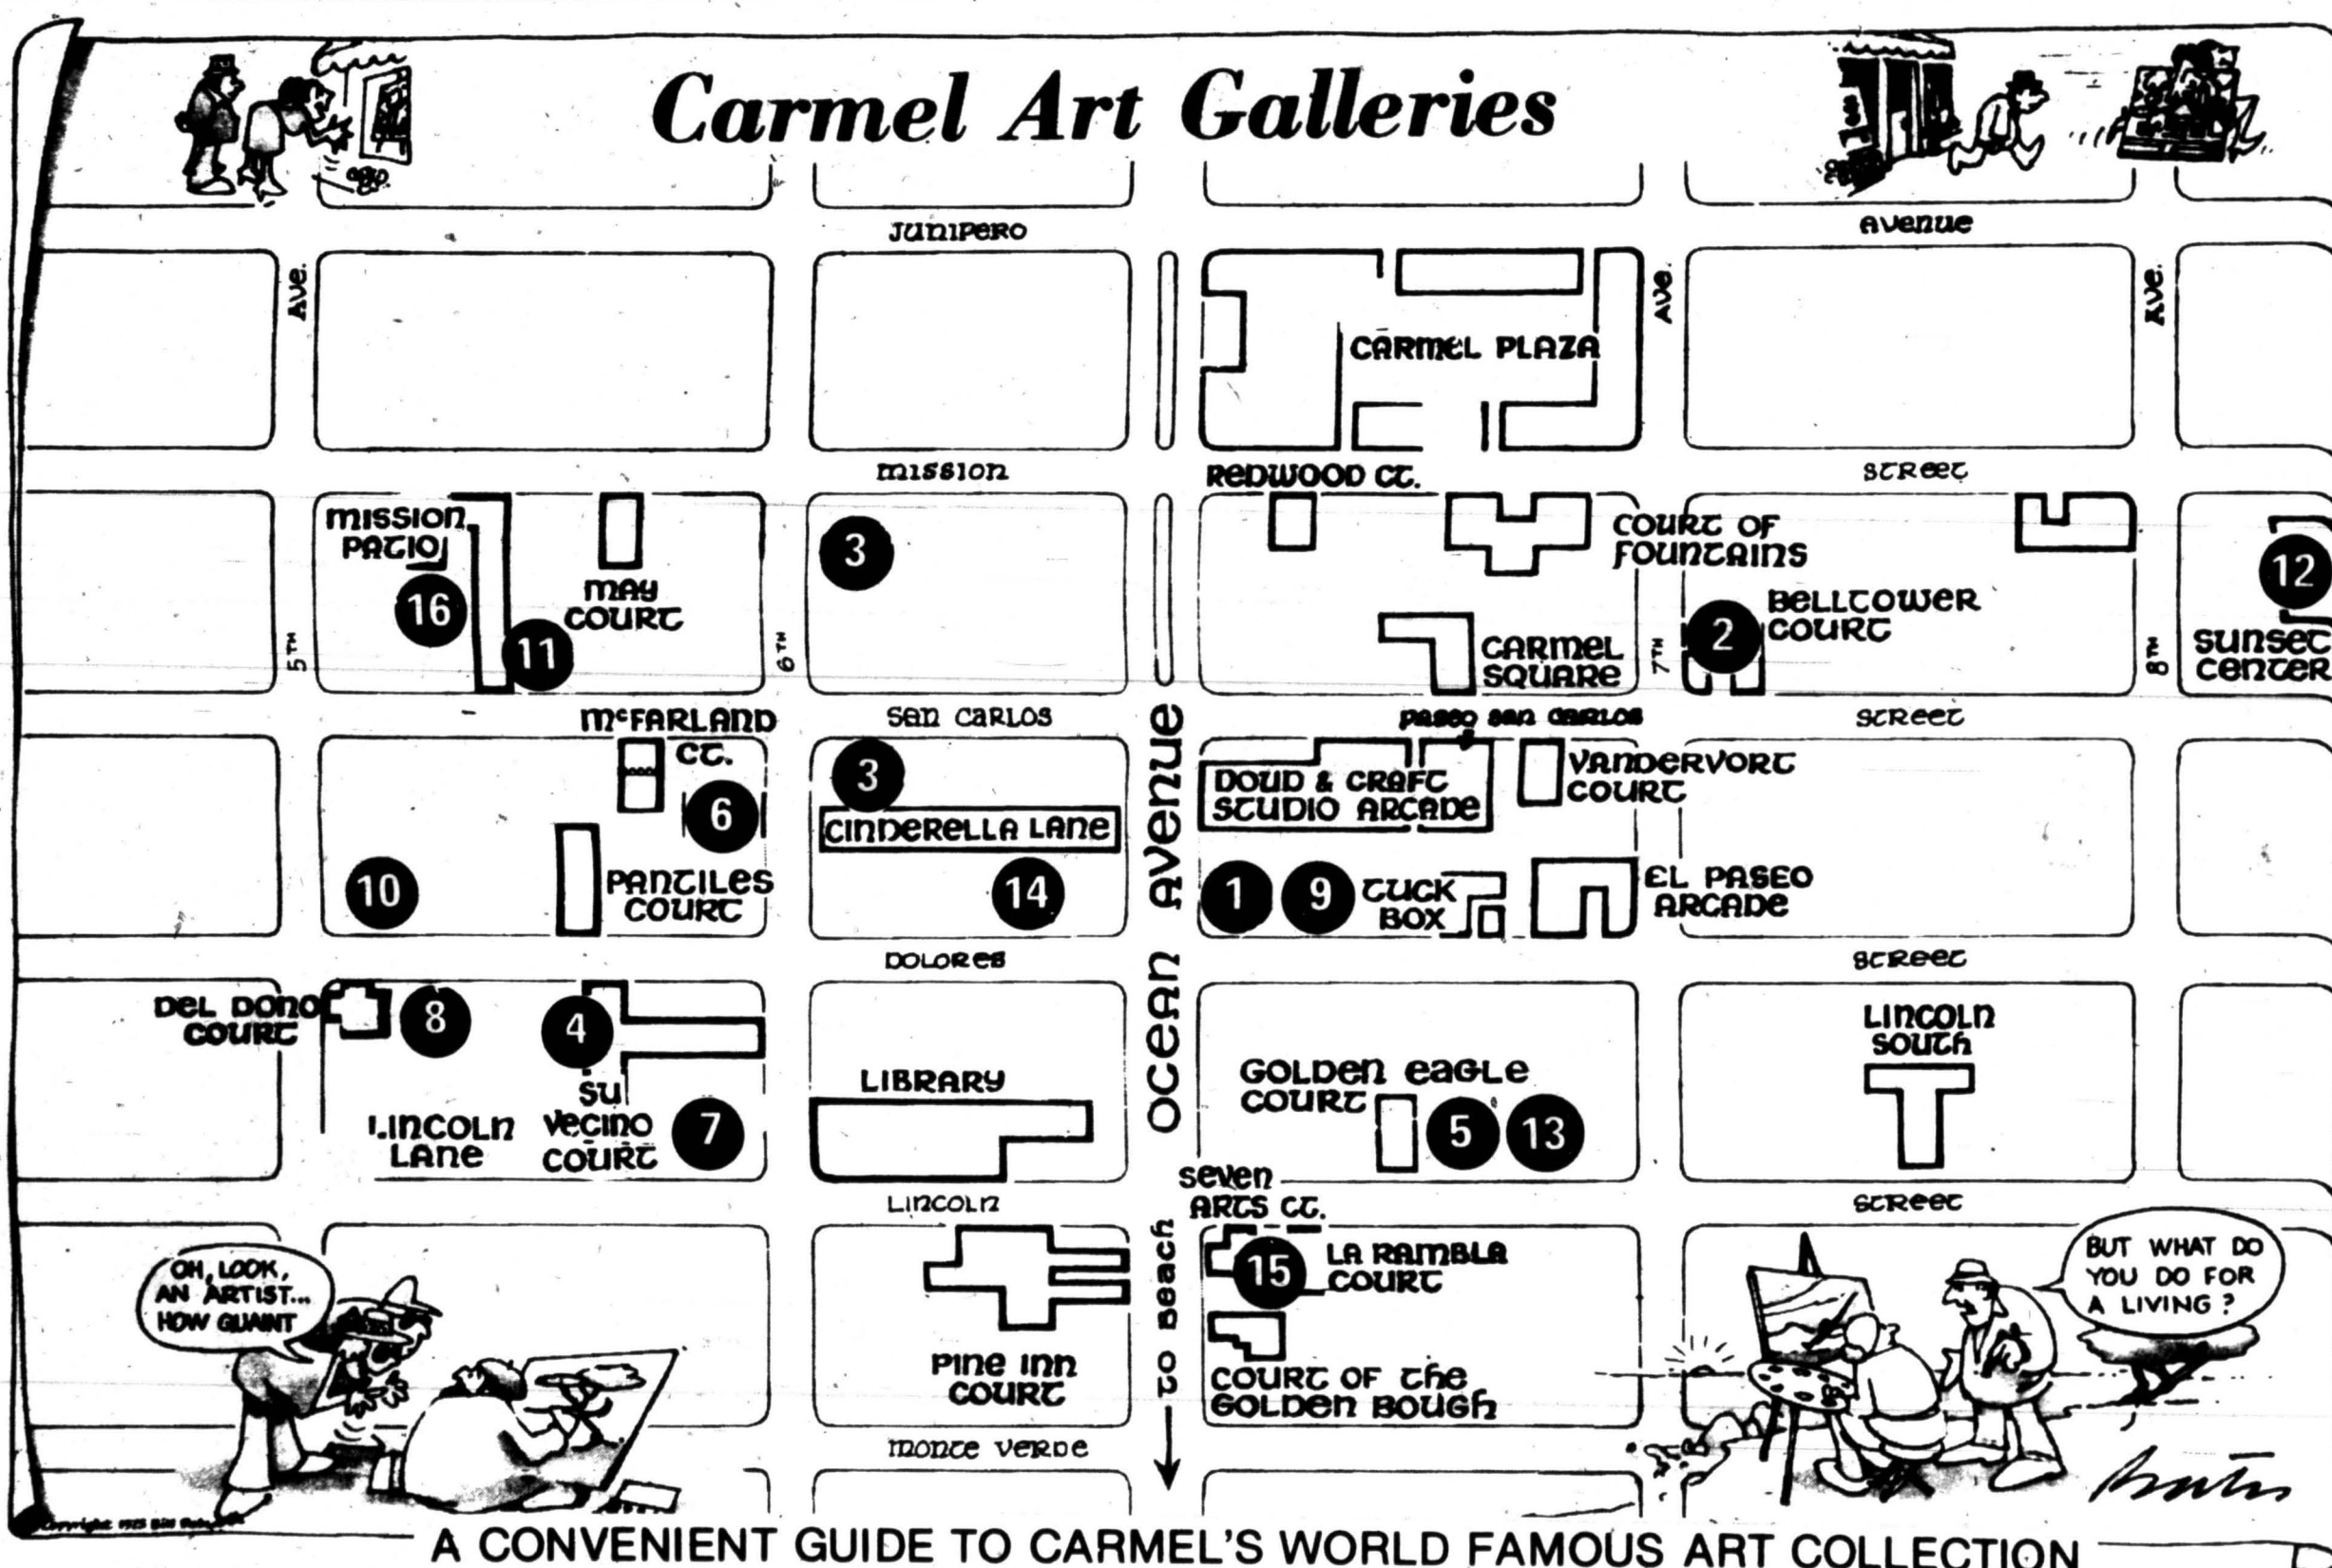 Carmel Art Galleries
JUNIPERO
AVENUE
AVE.
AVE.
AVE.
CARMEL PLAZA
MISSION
REDWOOD CT.
STREET
MISSION
PATIO
MAY
COURT
16
11
3
COURT OF
FOUNTAINS
CARMEL
SQUARE
BELLTOWER
COURT
2
12
SUNSET
CENTER
5TH
6TH
7TH
8TH
MCFARLAND
CT.
SAN CARLOS
PASEO SAN CARLOS
STREET
6
3
CINDERELLA LANE
DOUD & CRAFT
STUDIO ARCADE
VANDERVORT
COURT
10
PANTILES
COURT
14
1
9
TUCK
BOX
EL PASEO
ARCADE
OCEAN AVENUE
DOLORES
STREET
DEL DONO
COURT
8
4
LINCOLN
LANE
SU
VECINO
COURT
7
LIBRARY
GOLDEN EAGLE
COURT
5
13
LINCOLN
SOUTH
SEVEN
ARTS CT.
LINCOLN
STREET
TO BEACH
15
LA RAMBLA
COURT
PINE INN
COURT
COURT OF THE
GOLDEN BOUGH
OH, LOOK,
AN ARTIST...
HOW QUAINT
BUT WHAT DO
YOU DO FOR
A LIVING?
MONTE VERDE
A CONVENIENT GUIDE TO CARMEL'S WORLD FAMOUS ART COLLECTION